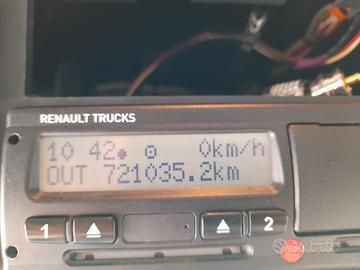 RENAULT TRUCKS
10 42 0km/h
OUT 721035.2km
1
2
subito